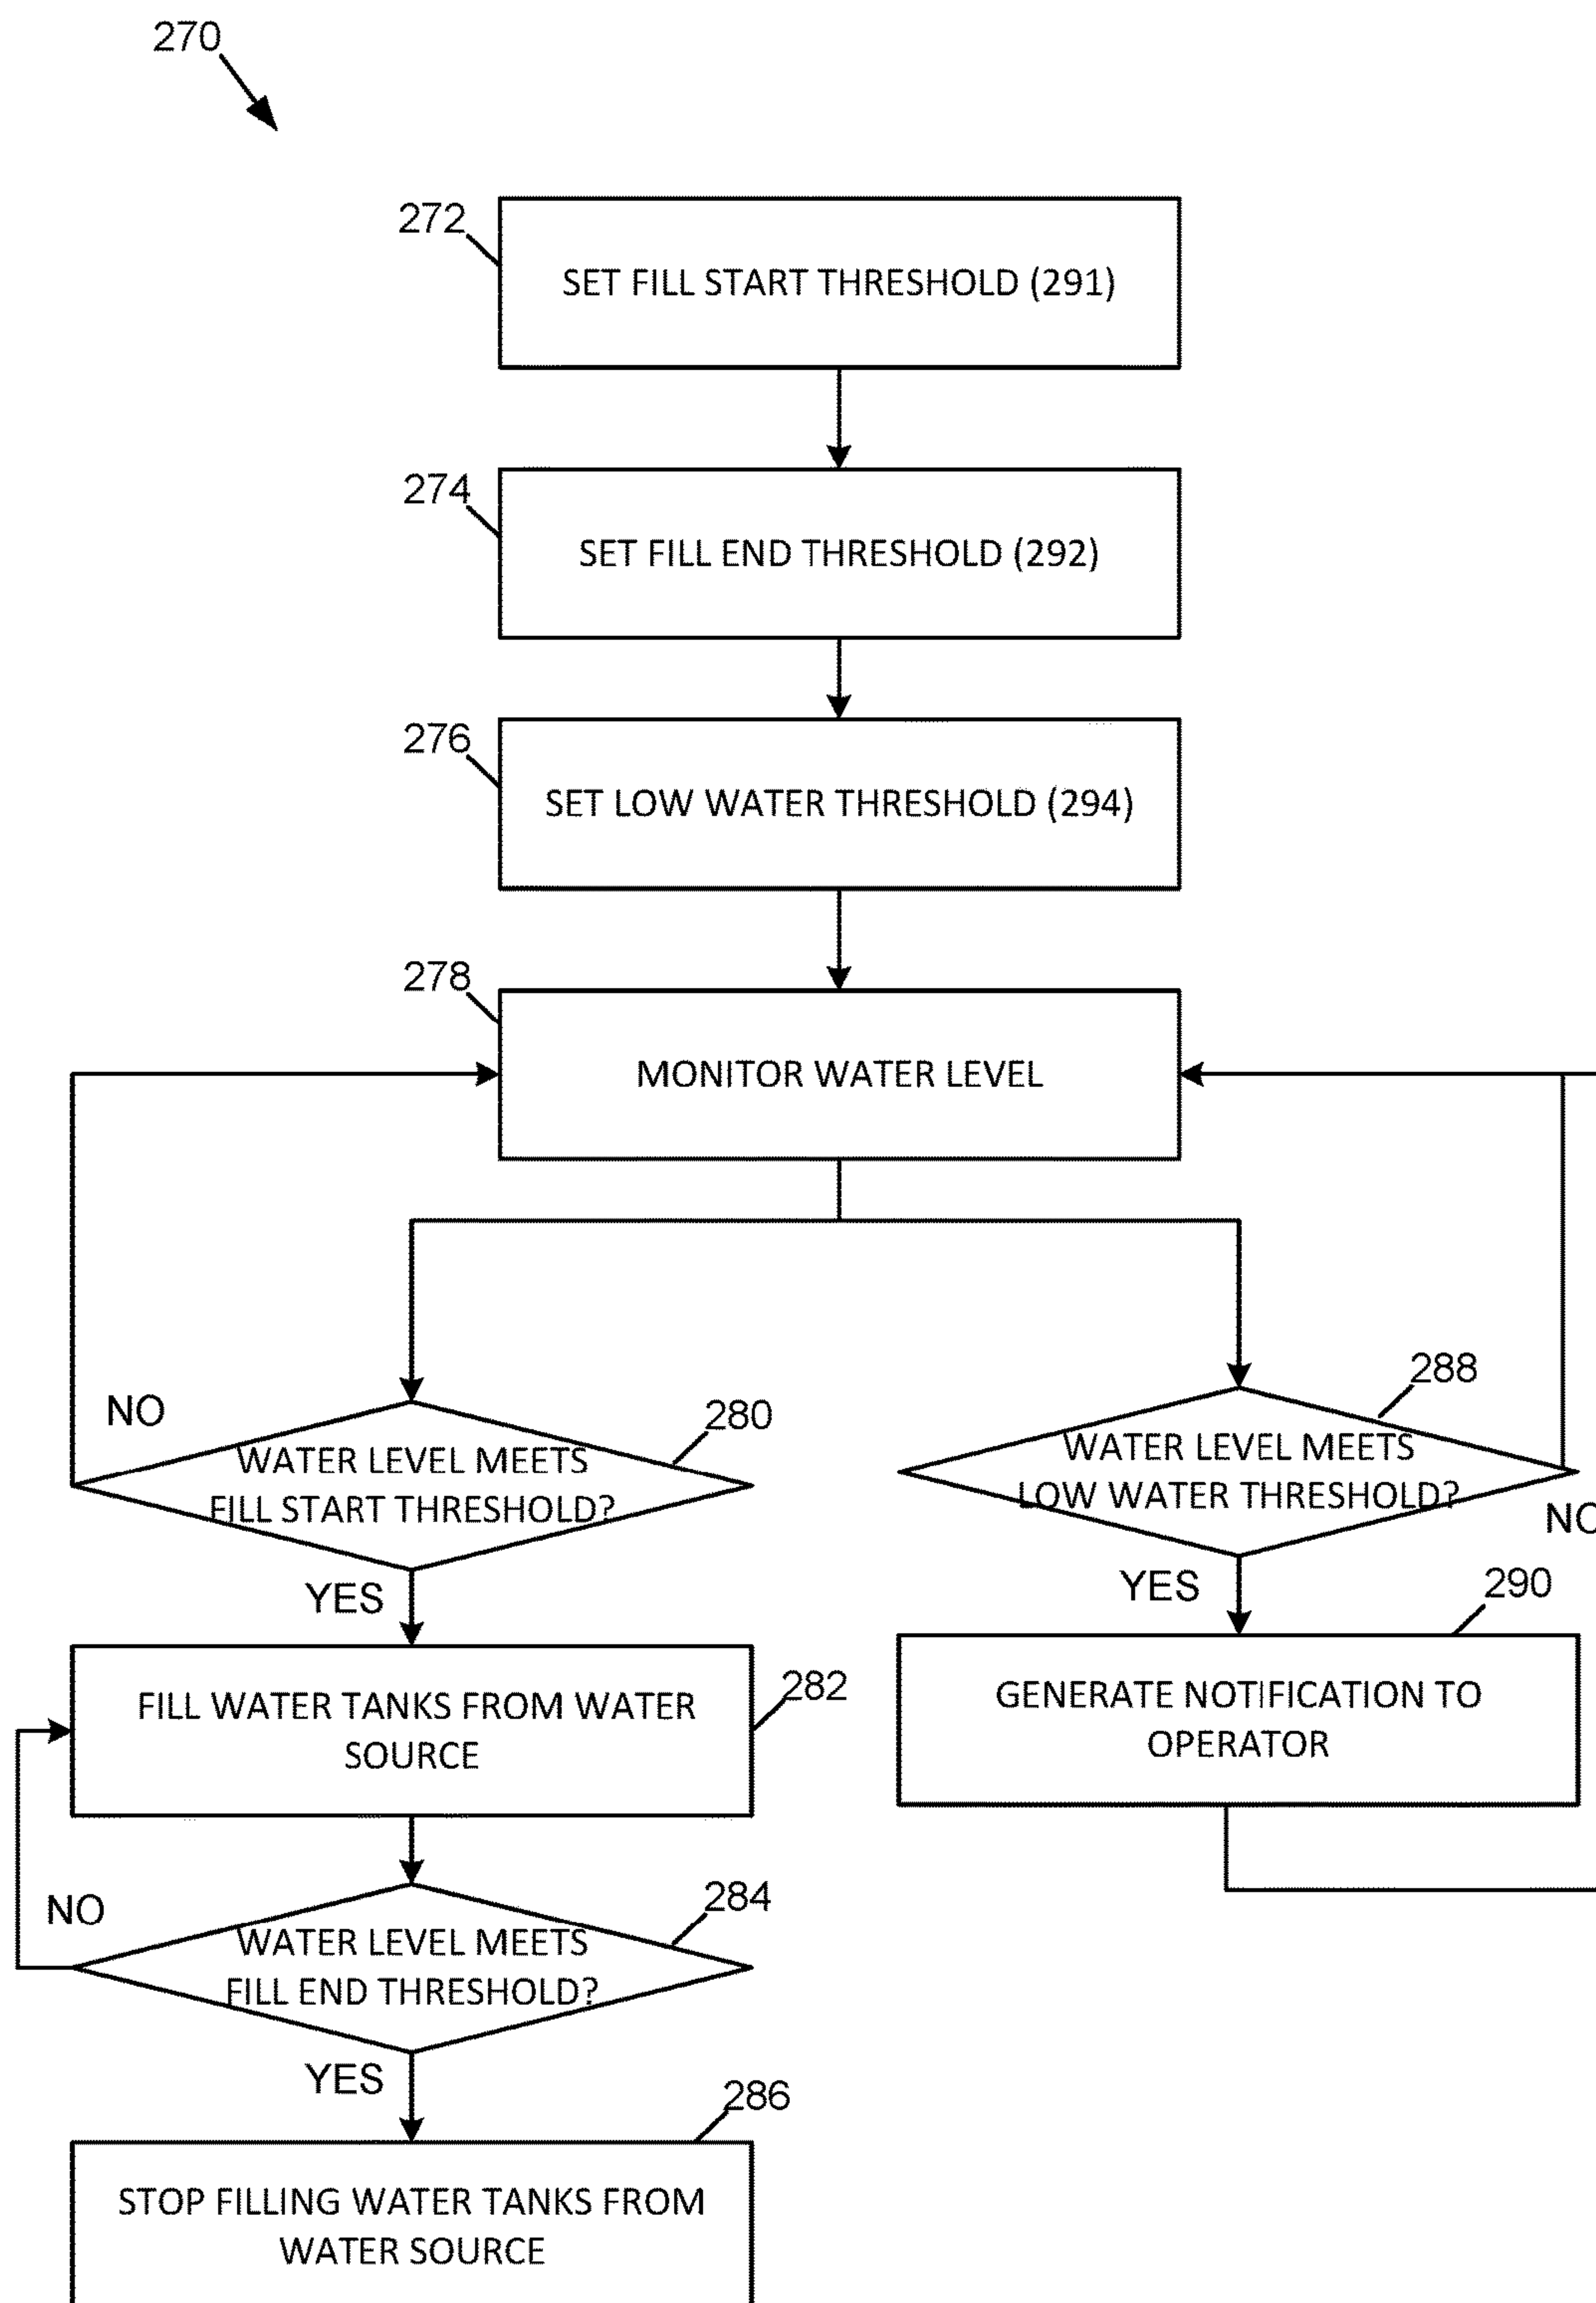 270
272
SET FILL START THRESHOLD (291)
274
SET FILL END THRESHOLD (292)
276
SET LOW WATER THRESHOLD (294)
278
MONITOR WATER LEVEL
NO
280
WATER LEVEL MEETS
FILL START THRESHOLD?
YES
288
WATER LEVEL MEETS
LOW WATER THRESHOLD?
NO
YES
282
FILL WATER TANKS FROM WATER
SOURCE
290
GENERATE NOTIFICATION TO
OPERATOR
NO
284
WATER LEVEL MEETS
FILL END THRESHOLD?
YES
286
STOP FILLING WATER TANKS FROM
WATER SOURCE